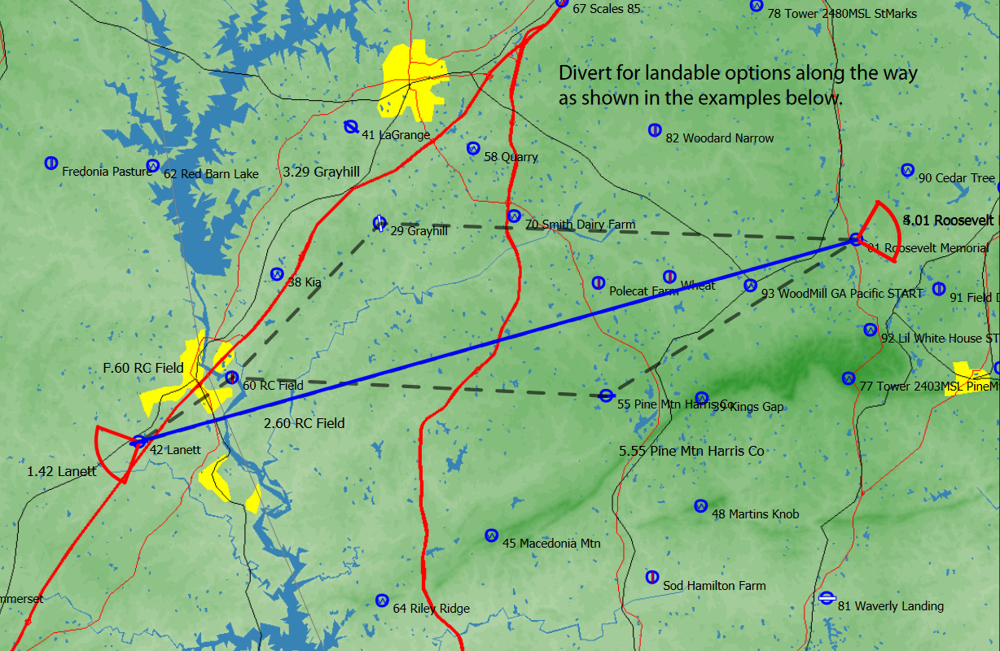 67 Scales 85
78 Tower 2480MSL StMarks
Divert for landable options along the way
as shown in the examples below.
41 LaGrange
82 Woodard Narrow
58 Quarry
Fredonia Pasture
62 Red Barn Lake
3.29 Grayhill
90 Cedar Tree
70 Smith Dairy Farm
.01 Roosevelt
29 Grayhill
Roosevelt Memorial
38 Kia
Polecat Farm
Wheat
93 WoodMill GA Pacific START
91 Field
92 Lil White House ST
F.60 RC Field
60 RC Field
77 Tower 2403MSL PineM
55 Pine Mtn Harris Co
39 Kings Gap
2.60 RC Field
42 Lanett
5.55 Pine Mtn Harris Co
1.42 Lanett
48 Martins Knob
45 Macedonia Mtn
Sod Hamilton Farm
mmerset
64 Riley Ridge
81 Waverly Landing